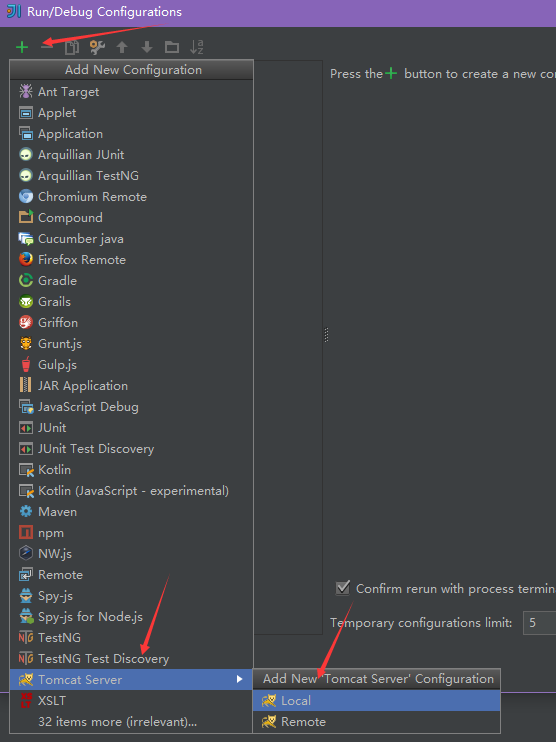 Run/Debug Configurations
Add New Configuration
Press the + button to create a new con
Ant Target
Applet
Application
Arquillian JUnit
Arquillian TestNG
Chromium Remote
Compound
Cucumber java
Firefox Remote
Gradle
Grails
Griffon
Grunt.js
Gulp.js
JAR Application
JavaScript Debug
JUnit
JUnit Test Discovery
Kotlin
Kotlin (JavaScript - experimental)
Maven
npm
NW.js
Remote
Spy-js
Confirm rerun with process termina
Spy-js for Node.js
Temporary configurations limit: 5
TestNG
TestNG Test Discovery
Tomcat Server
Add New 'Tomcat Server' Configuration
XSLT
Local
32 items more (irrelevant)...
Remote